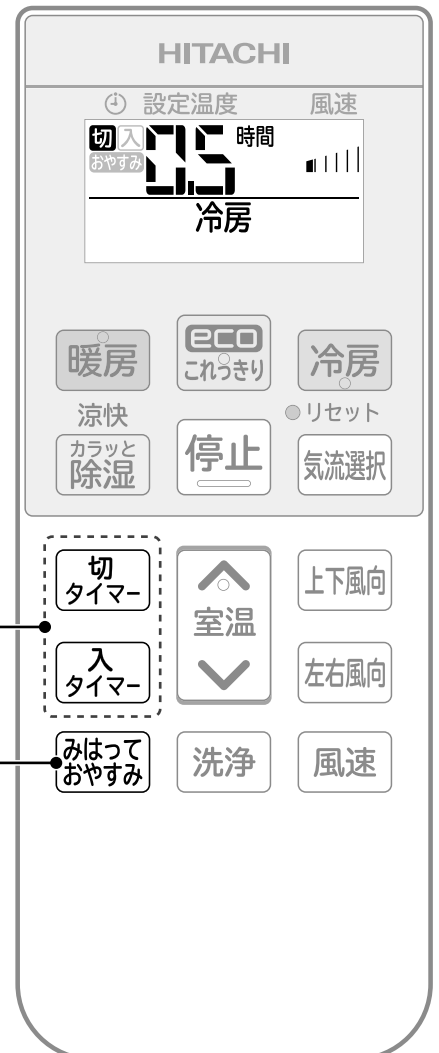 HITACHI
設定温度 風速
切 入 0.5 時間
おやすみ
冷房
暖房 eco これっきり 冷房
涼快 リセット
カラッと
除湿 停止 気流選択
切
タイマー
室温
上下風向
入
タイマー
左右風向
みはって
おやすみ
洗浄 風速